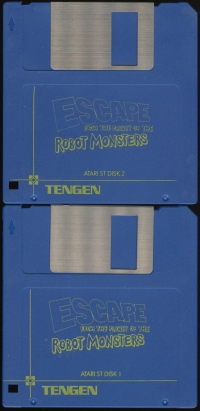 ESCAPE
FROM THE PLANET OF THE
ROBOT MONSTERS
ATARI ST DISK 2
TENGEN
ESCAPE
FROM THE PLANET OF THE
ROBOT MONSTERS
ATARI ST DISK 1
TENGEN